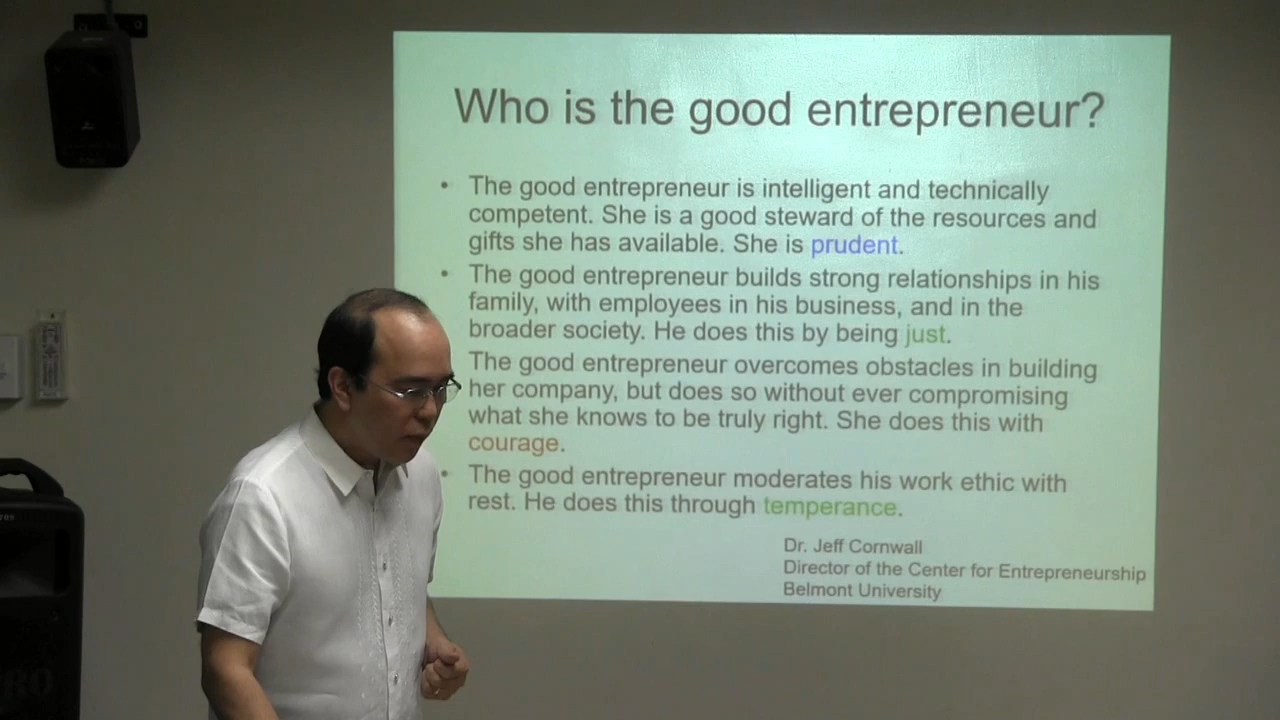 Who is the good entrepreneur?
• The good entrepreneur is intelligent and technically
competent. She is a good steward of the resources and
gifts she has available. She is prudent.
• The good entrepreneur builds strong relationships in his
family, with employees in his business, and in the
broader society. He does this by being just.
The good entrepreneur overcomes obstacles in building
her company, but does so without ever compromising
what she knows to be truly right. She does this with
courage.
• The good entrepreneur moderates his work ethic with
rest. He does this through temperance.
Dr. Jeff Cornwall
Director of the Center for Entrepreneurship
Belmont University